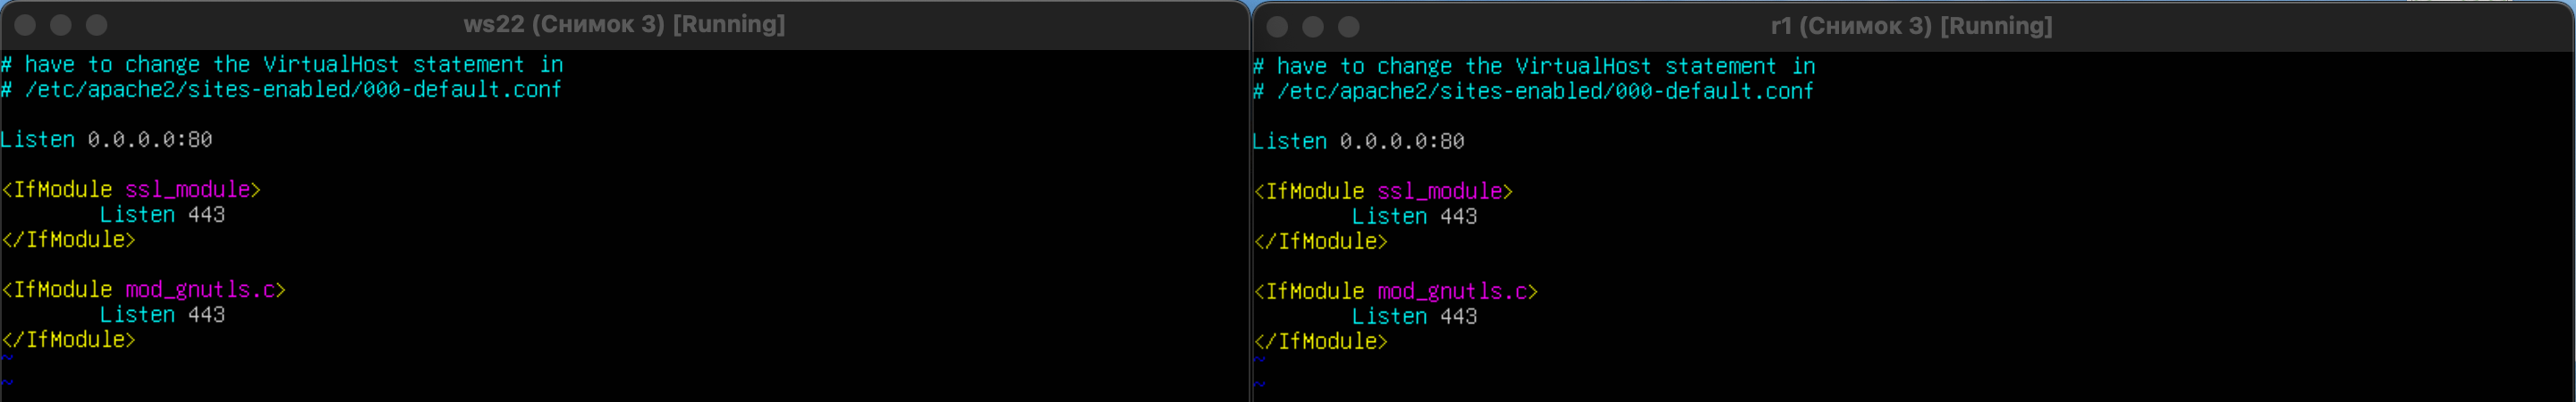 ws22 (Снимок 3) [Running]
# have to change the VirtualHost statement in
# /etc/apache2/sites-enabled/000-default.conf
Listen 0.0.0.0:80
<IfModule ssl_module>
        Listen 443
</IfModule>
<IfModule mod_gnutls.c>
        Listen 443
</IfModule>
~
~
r1 (Снимок 3) [Running]
# have to change the VirtualHost statement in
# /etc/apache2/sites-enabled/000-default.conf
Listen 0.0.0.0:80
<IfModule ssl_module>
        Listen 443
</IfModule>
<IfModule mod_gnutls.c>
        Listen 443
</IfModule>
~
~